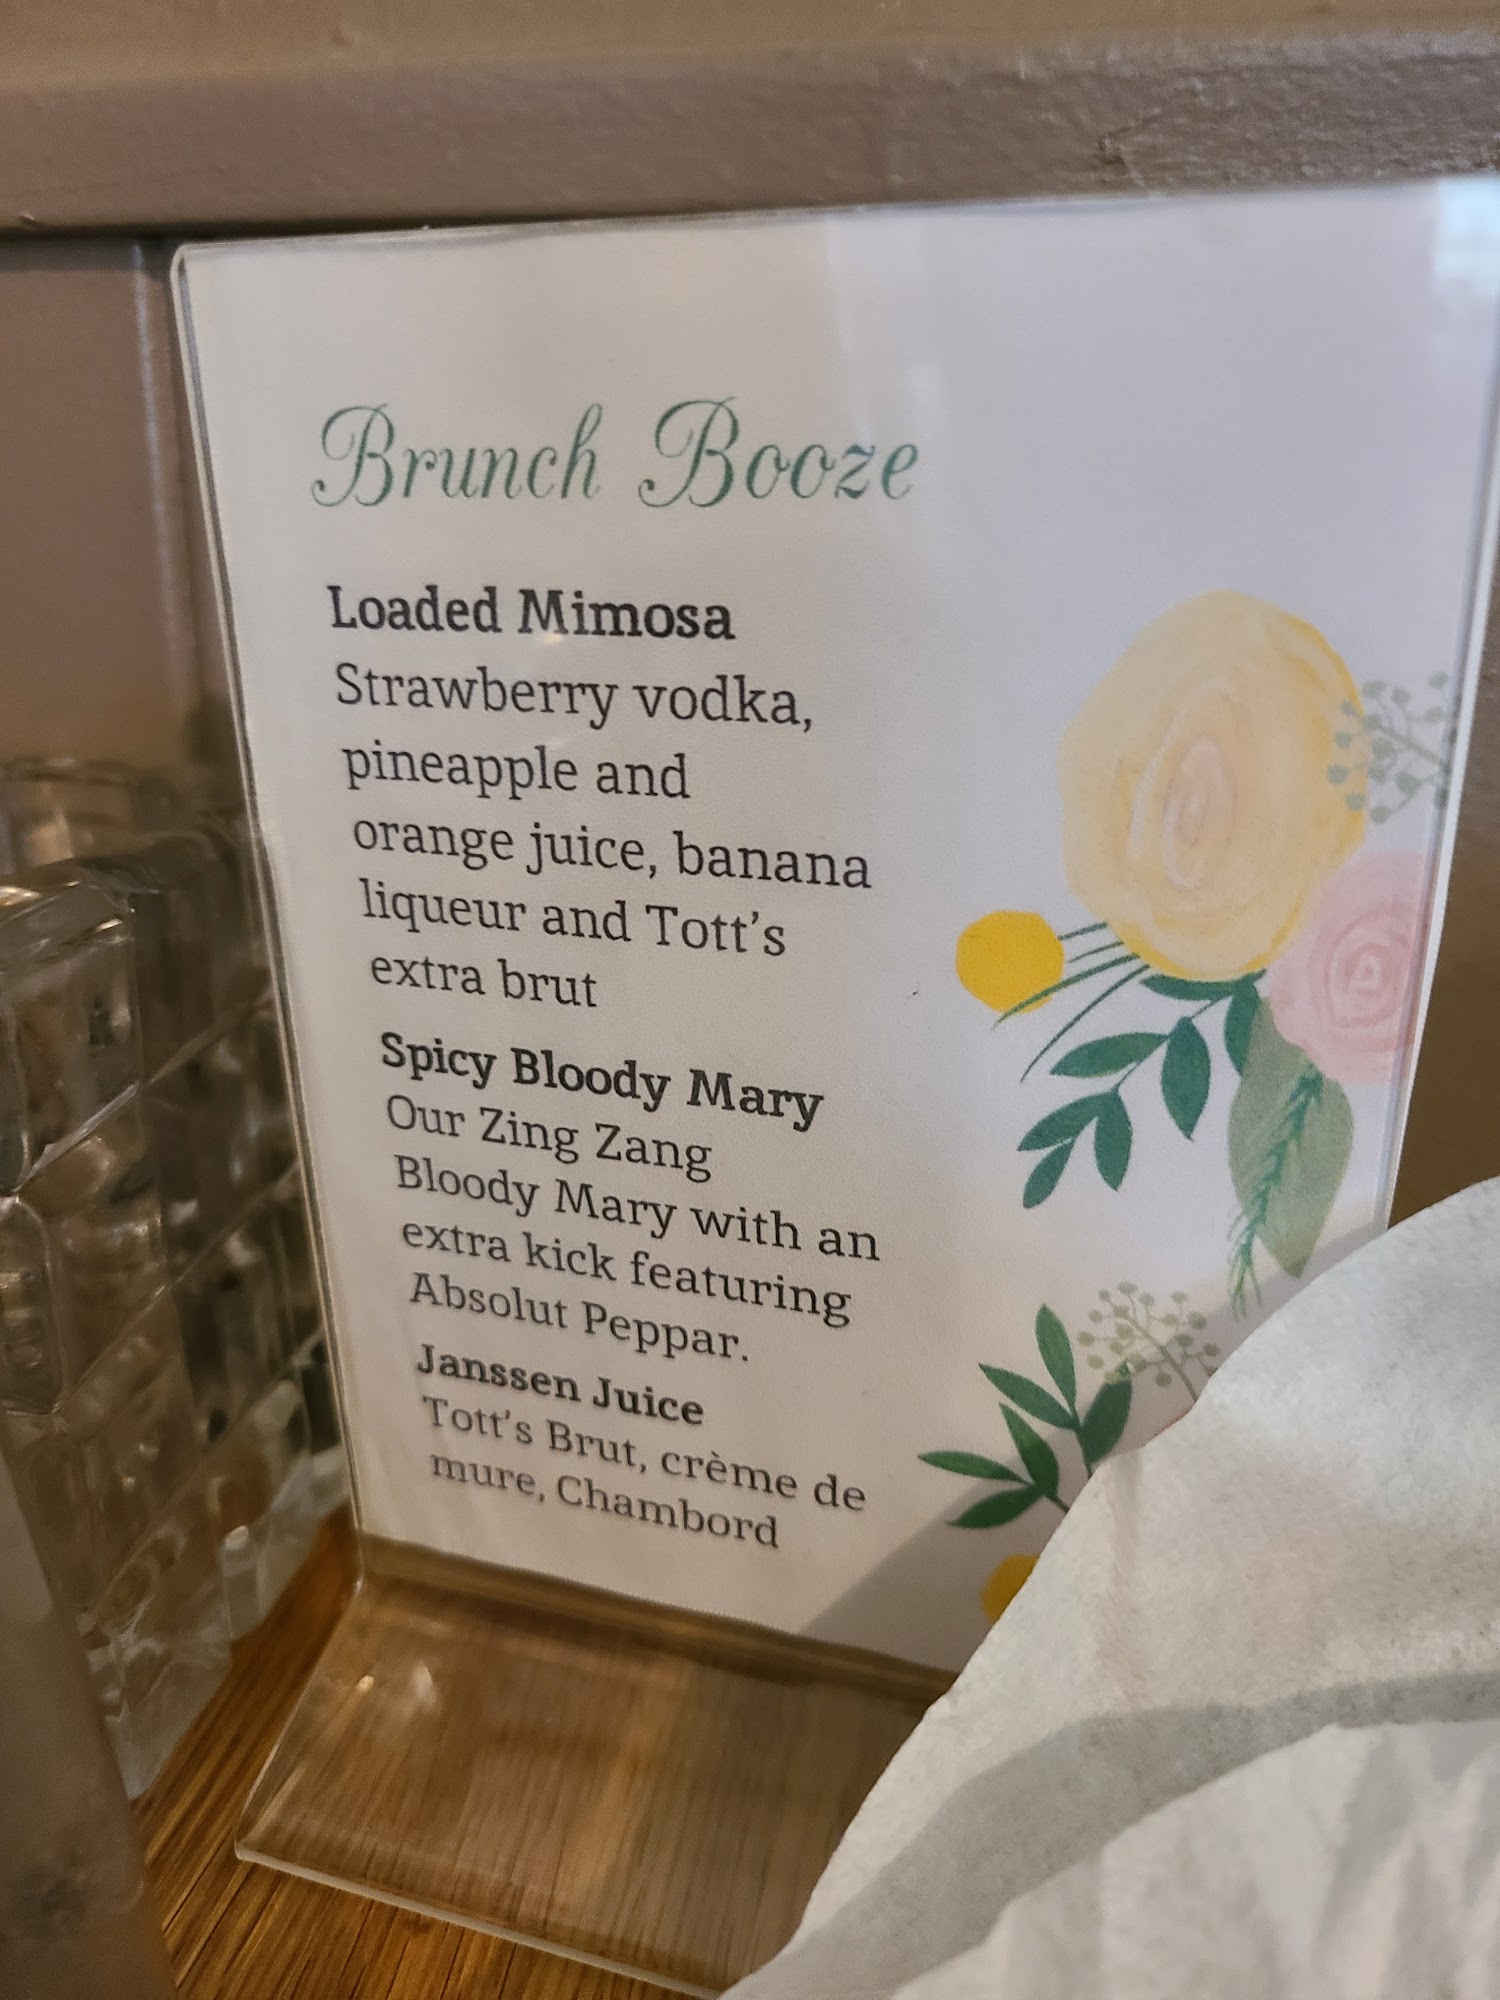 Brunch Booze
Loaded Mimosa
Strawberry vodka,
pineapple and
orange juice, banana
liqueur and Tott's
extra brut
Spicy Bloody Mary
Our Zing Zang
Bloody Mary with an
extra kick featuring
Absolut Peppar.
Janssen Juice
Tott's Brut, crème de
mure, Chambord